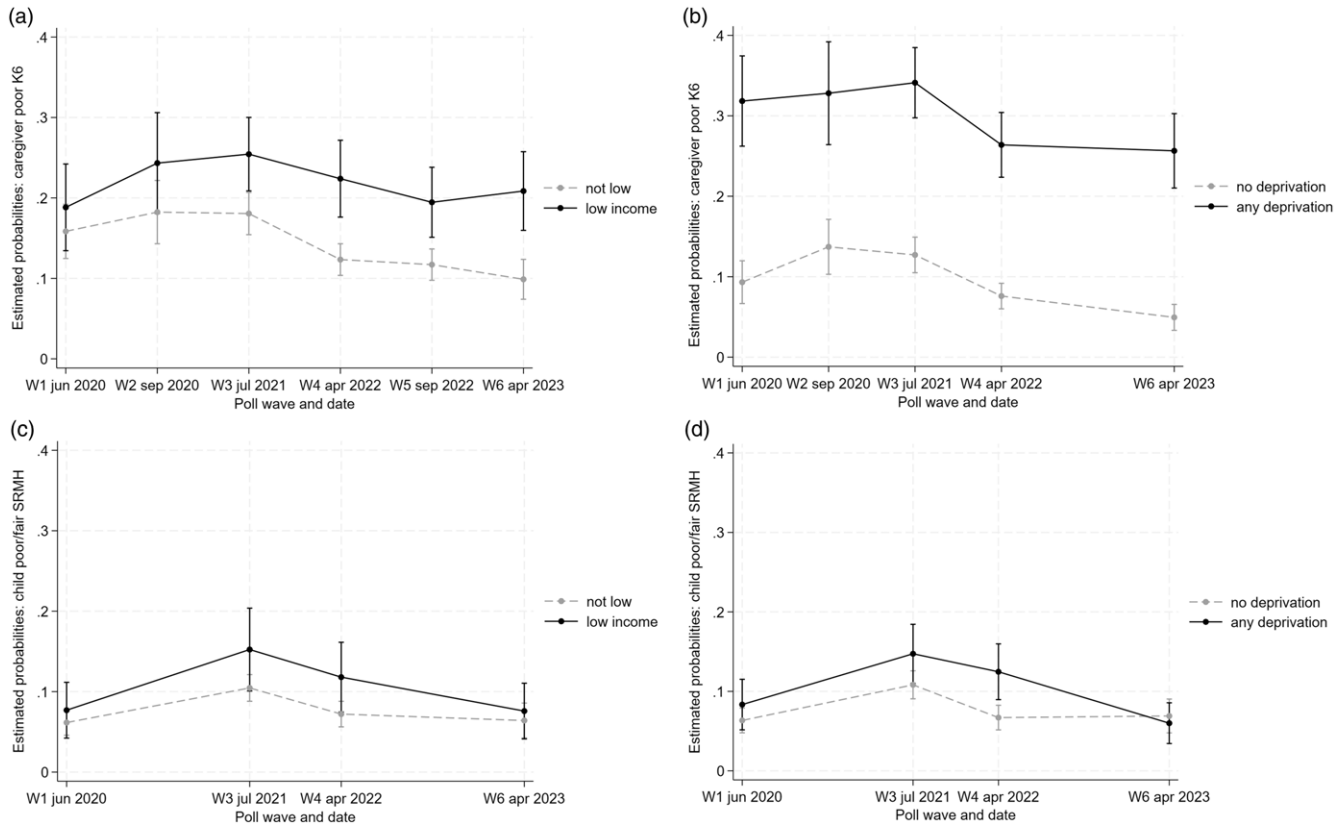 (a)
Estimated probabilities: caregiver poor K6
.4
.3
.2
.1
0
W1 jun 2020 W2 sep 2020 W3 jul 2021 W4 apr 2022 W5 sep 2022 W6 apr 2023
Poll wave and date
not low
low income
(b)
Estimated probabilities: caregiver poor K6
.4
.3
.2
.1
0
W1 jun 2020 W2 sep 2020 W3 jul 2021 W4 apr 2022 W6 apr 2023
Poll wave and date
no deprivation
any deprivation
(c)
Estimated probabilities: child poor/fair SRMH
.4
.3
.2
.1
0
W1 jun 2020 W3 jul 2021 W4 apr 2022 W6 apr 2023
Poll wave and date
not low
low income
(d)
Estimated probabilities: child poor/fair SRMH
.4
.3
.2
.1
0
W1 jun 2020 W3 jul 2021 W4 apr 2022 W6 apr 2023
Poll wave and date
no deprivation
any deprivation